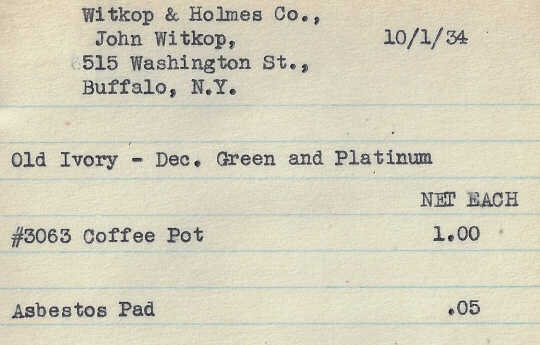 Witkop & Holmes Co.,
John Witkop, 10/1/34
515 Washington St.,
Buffalo, N.Y.
Old Ivory - Dec. Green and Platinum
NET EACH
#3063 Coffee Pot 1.00
Asbestos Pad .05